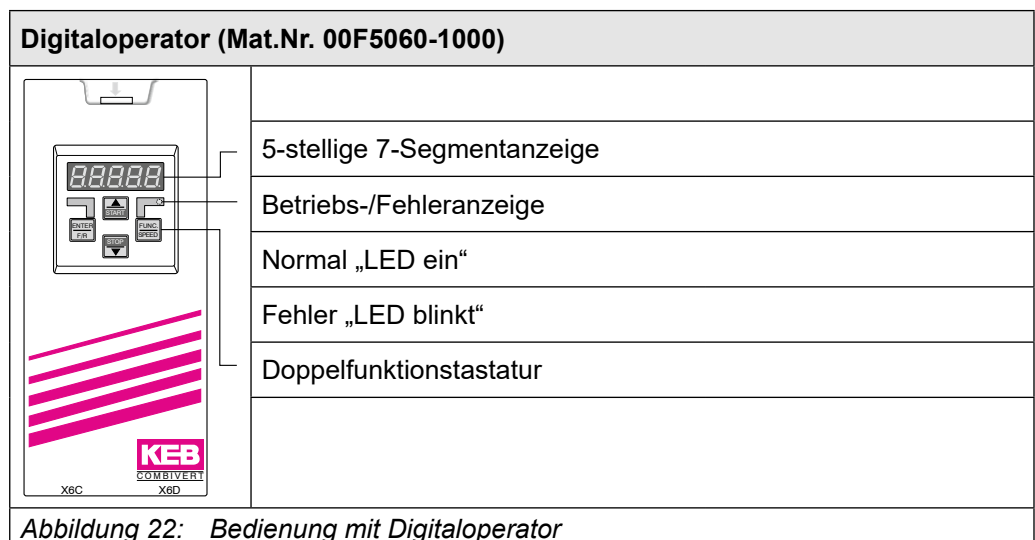 Digitaloperator (Mat.Nr. 00F5060-1000)
5-stellige 7-Segmentanzeige
Betriebs-/Fehleranzeige
Normal „LED ein“
Fehler „LED blinkt“
Doppelfunktionstastatur
88888
START
ENTER
F/R
FUNC.
SPEED
STOP
KEB
COMBIVERT
X6C X6D
Abbildung 22: Bedienung mit Digitaloperator